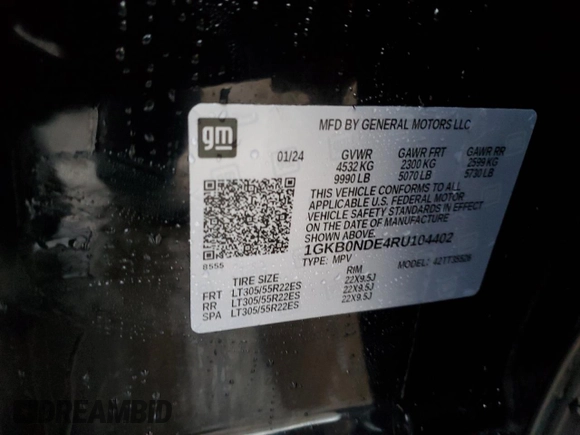 gm
MFD BY GENERAL MOTORS LLC
01/24 GVWR GAWR FRT GAWR RR
4532 KG 2300 KG 2599 KG
9990 LB 5070 LB 5730 LB
THIS VEHICLE CONFORMS TO ALL
APPLICABLE U.S. FEDERAL MOTOR
VEHICLE SAFETY STANDARDS IN EFFECT
ON THE DATE OF MANUFACTURE
SHOWN ABOVE.
1GKB0NDE4RU104402
8555
TYPE: MPV MODEL:
TIRE SIZE RIM
FRT LT305/55R22ES 22X9.5J
RR LT305/55R22ES 22X9.5J
SPA LT305/55R22ES 22X9.5J
DREAMBID